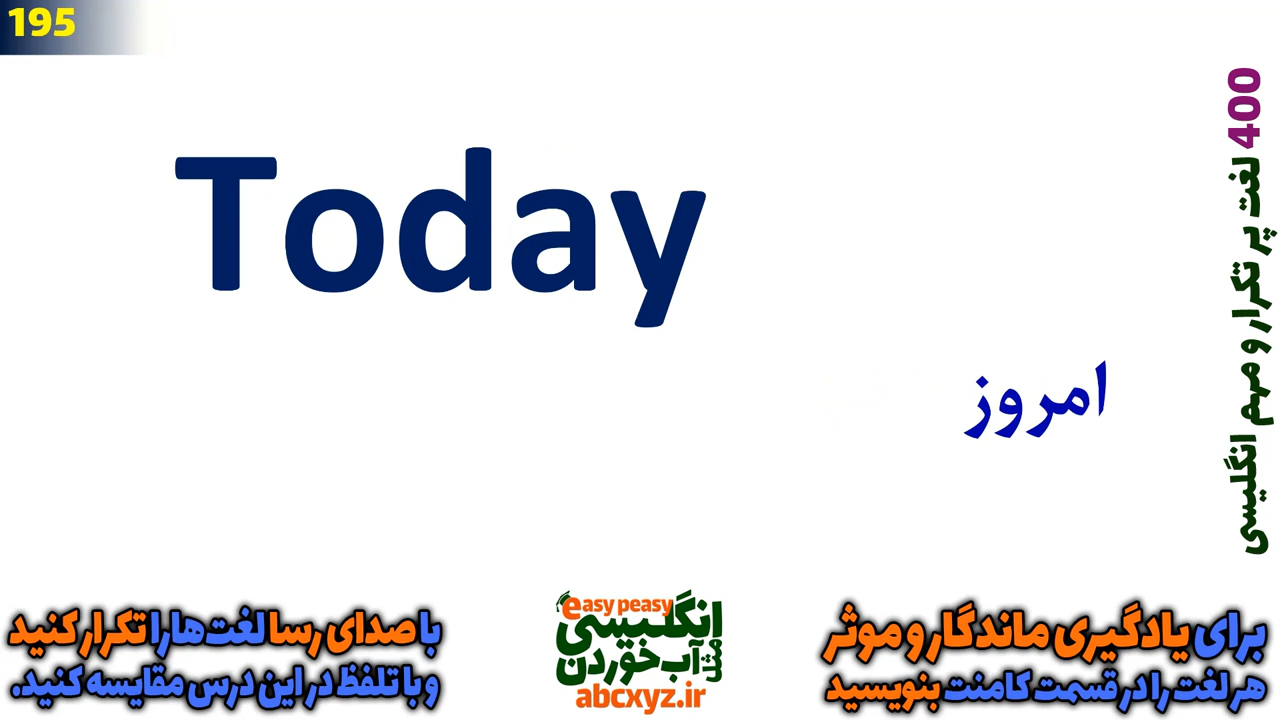 195
Today
امروز
400 لغت پر تکرار و مهم انگلیسی
برای یادگیری ماندگار و موثر
هر لغت را در قسمت کامنت بنویسید
easy peasy
انگلیسی
مثل آب خوردن
abcxyz.ir
با صدای رسا لغت‌ها را تکرار کنید
و با تلفظ در این درس مقایسه کنید.